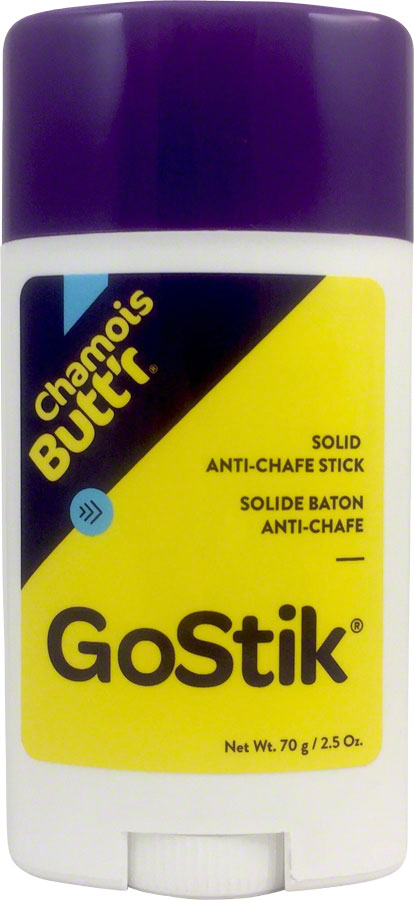 Chamois
Butt'r®
SOLID
ANTI-CHAFE STICK
SOLIDE BATON
ANTI-CHAFE
GoStik®
Net Wt. 70 g / 2.5 Oz.